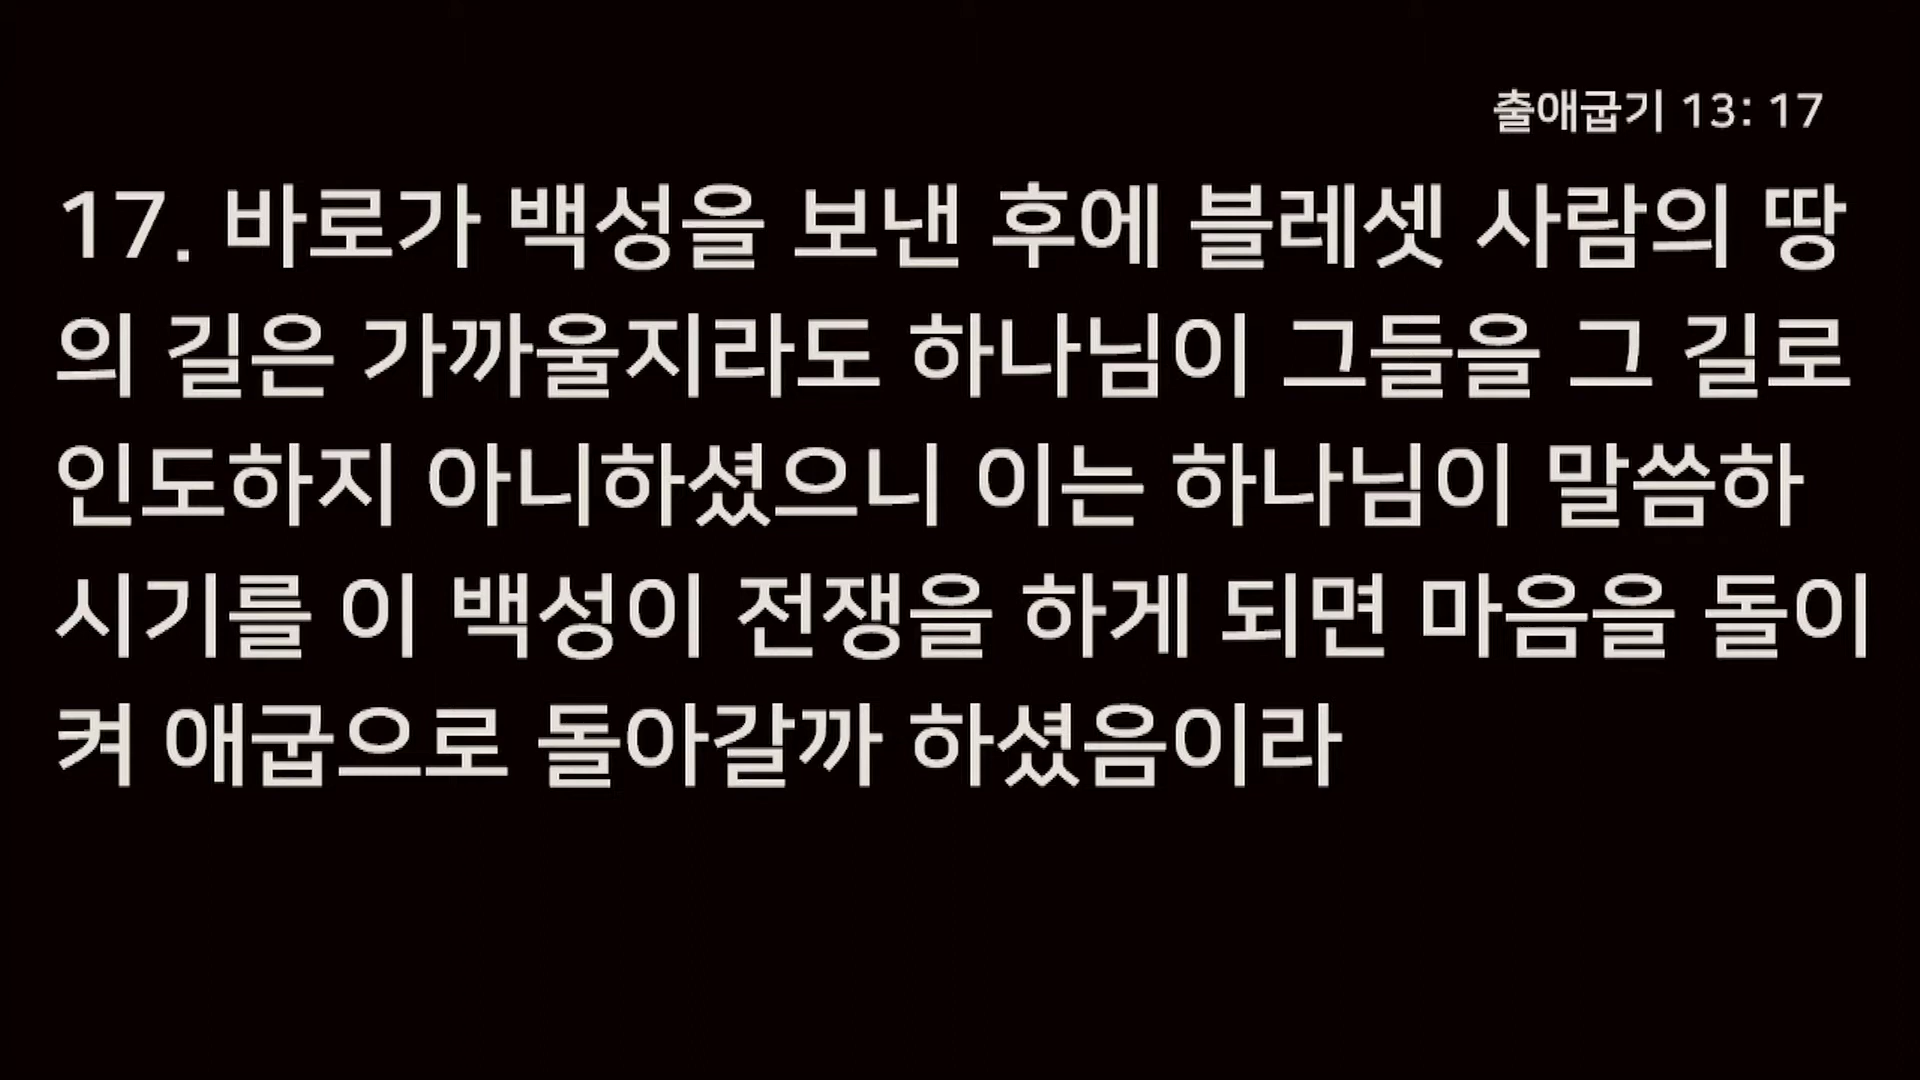 출애굽기 13: 17
17. 바로가 백성을 보낸 후에 블레셋 사람의 땅
의 길은 가까울지라도 하나님이 그들을 그 길로
인도하지 아니하셨으니 이는 하나님이 말씀하
시기를 이 백성이 전쟁을 하게 되면 마음을 돌이
켜 애굽으로 돌아갈까 하셨음이라